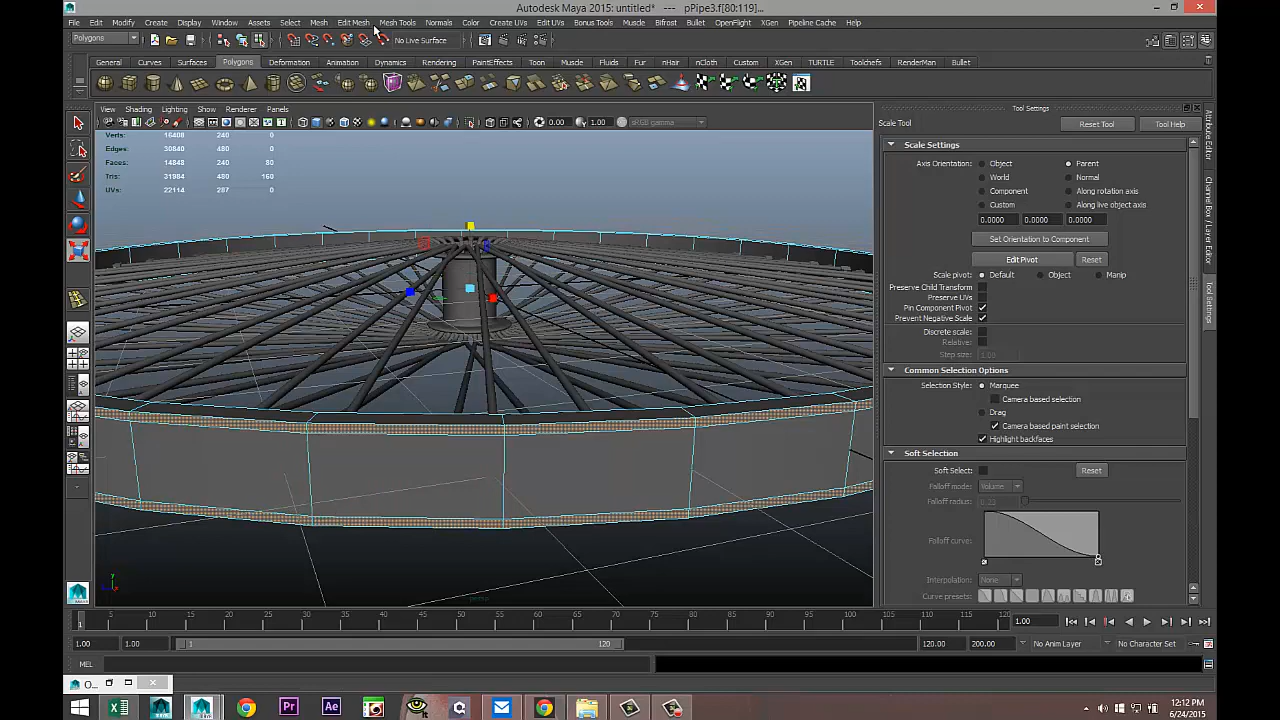 Autodesk Maya 2015: untitled* --- pPipe3.f[80:119]...
File Edit Modify Create Display Window Assets Select Mesh Edit Mesh Mesh Tools Normals Color Create UVs Edit UVs Bonus Tools Muscle Bifrost Bullet OpenFlight XGen Pipeline Cache Help
Polygons No Live Surface
General Curves Surfaces Polygons Deformation Animation Dynamics Rendering PaintEffects Toon Muscle Fluids Fur nHair nCloth Custom XGen TURTLE Toolchefs RenderMan Bullet
View Shading Lighting Show Renderer Panels
0.00 1.00 sRGB gamma
Verts: 16408 240 0
Edges: 30840 480 0
Faces: 14848 240 80
Tris: 31984 480 160
UVs: 22114 287 0
Tool Settings
Scale Tool Reset Tool Tool Help
Scale Settings
Axis Orientation: Object Parent
World Normal
Component Along rotation axis
Custom Along live object axis
0.0000 0.0000 0.0000
Set Orientation to Component
Edit Pivot Reset
Scale pivot: Default Object Manip
Preserve Child Transform
Preserve UVs
Pin Component Pivot
Prevent Negative Scale
Discrete scale:
Relative:
Step size:
Common Selection Options
Selection Style: Marquee
Camera based selection
Drag
Camera based paint selection
Highlight backfaces
Soft Selection
Soft Select: Reset
Falloff mode: Volume
Falloff radius:
Falloff curve:
Interpolation: None
Curve presets:
Attribute Editor
Channel Box / Layer Editor
Tool Settings
5 10 15 20 25 30 35 40 45 50 55 60 65 70 75 80 85 90 95 100 105 110 115 120 1.00
1
1.00 1.00 1 120 120.00 200.00 No Anim Layer No Character Set
MEL
O...
Pr Ae
12:12 PM
6/24/2015